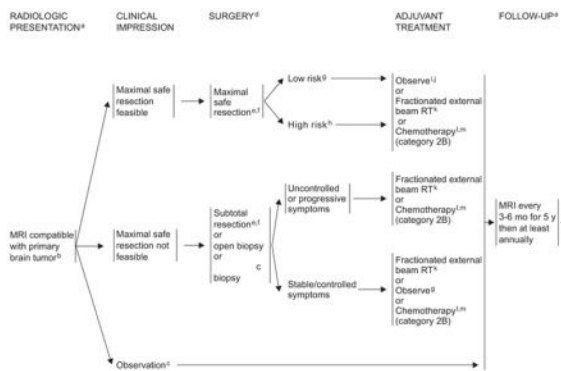 RADIOLOGIC
PRESENTATIONᵃ
CLINICAL
IMPRESSION
SURGERYᵈ
ADJUVANT
TREATMENT
FOLLOW-UPᵃ
MRI compatible
with primary
brain tumorᵇ
Maximal safe
resection
feasible
Maximal
safe
resectionᵉ,ᶠ
Low riskᵍ
High riskʰ
Observeⁱ,ʲ
or
Fractionated external
beam RTᵏ
or
Chemotherapyˡ,ᵐ
(category 2B)
Maximal safe
resection not
feasible
Subtotal
resectionᵉ,ᶠ
or
open biopsy
or
c
biopsy
Uncontrolled
or progressive
symptoms
Fractionated external
beam RTᵏ
or
Chemotherapyˡ,ᵐ
(category 2B)
Stable/controlled
symptoms
Fractionated external
beam RTᵏ
or
Observeᵍ
or
Chemotherapyˡ,ᵐ
(category 2B)
MRI every
3-6 mo for 5 y
then at least
annually
Observationᶜ